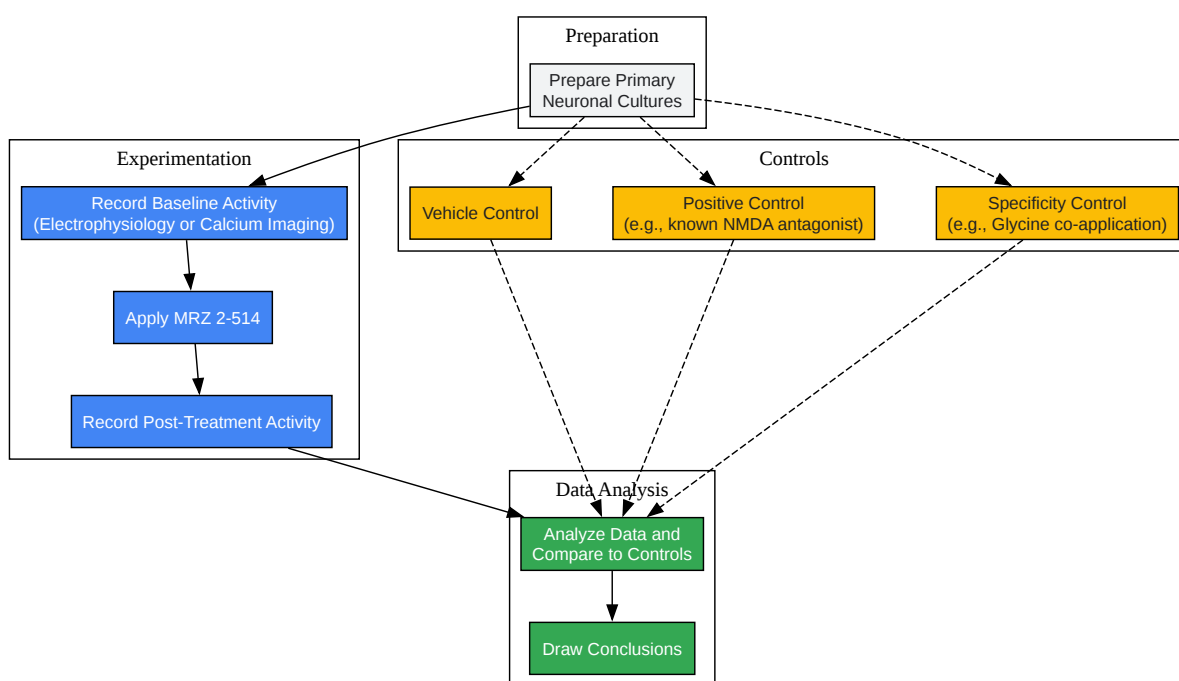 Preparation
Prepare Primary
Neuronal Cultures
Experimentation
Record Baseline Activity
(Electrophysiology or Calcium Imaging)
Apply MRZ 2-514
Record Post-Treatment Activity
Controls
Vehicle Control
Positive Control
(e.g., known NMDA antagonist)
Specificity Control
(e.g., Glycine co-application)
Data Analysis
Analyze Data and
Compare to Controls
Draw Conclusions